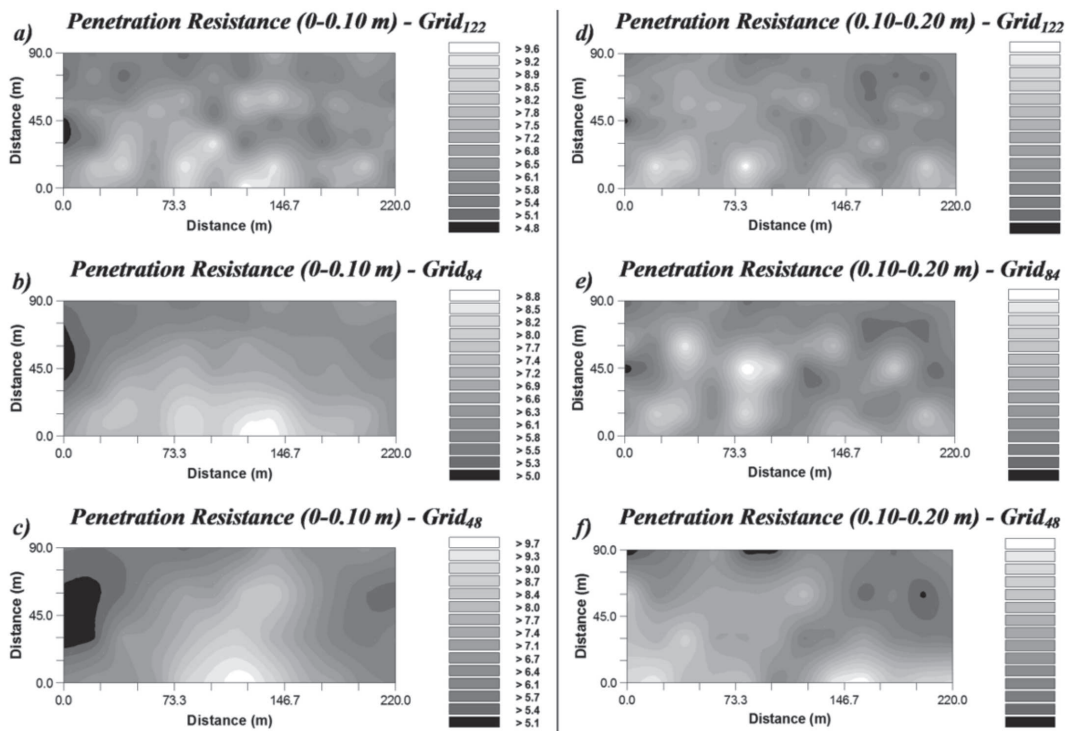 a) Penetration Resistance (0-0.10 m) - Grid122
Distance (m)
90.0
45.0
0.0
0.0 73.3 146.7 220.0
Distance (m)
> 9.6
> 9.2
> 8.9
> 8.5
> 8.2
> 7.8
> 7.5
> 7.2
> 6.8
> 6.5
> 6.1
> 5.8
> 5.4
> 5.1
> 4.8
b) Penetration Resistance (0-0.10 m) - Grid84
Distance (m)
90.0
45.0
0.0
0.0 73.3 146.7 220.0
Distance (m)
> 8.8
> 8.5
> 8.2
> 8.0
> 7.7
> 7.4
> 7.2
> 6.9
> 6.6
> 6.3
> 6.1
> 5.8
> 5.5
> 5.3
> 5.0
c) Penetration Resistance (0-0.10 m) - Grid48
Distance (m)
90.0
45.0
0.0
0.0 73.3 146.7 220.0
Distance (m)
> 9.7
> 9.3
> 9.0
> 8.7
> 8.4
> 8.0
> 7.7
> 7.4
> 7.1
> 6.7
> 6.4
> 6.1
> 5.7
> 5.4
> 5.1
d) Penetration Resistance (0.10-0.20 m) - Grid122
Distance (m)
90.0
45.0
0.0
0.0 73.3 146.7 220.0
Distance (m)
e) Penetration Resistance (0.10-0.20 m) - Grid84
Distance (m)
90.0
45.0
0.0
0.0 73.3 146.7 220.0
Distance (m)
f) Penetration Resistance (0.10-0.20 m) - Grid48
Distance (m)
90.0
45.0
0.0
0.0 73.3 146.7 220.0
Distance (m)